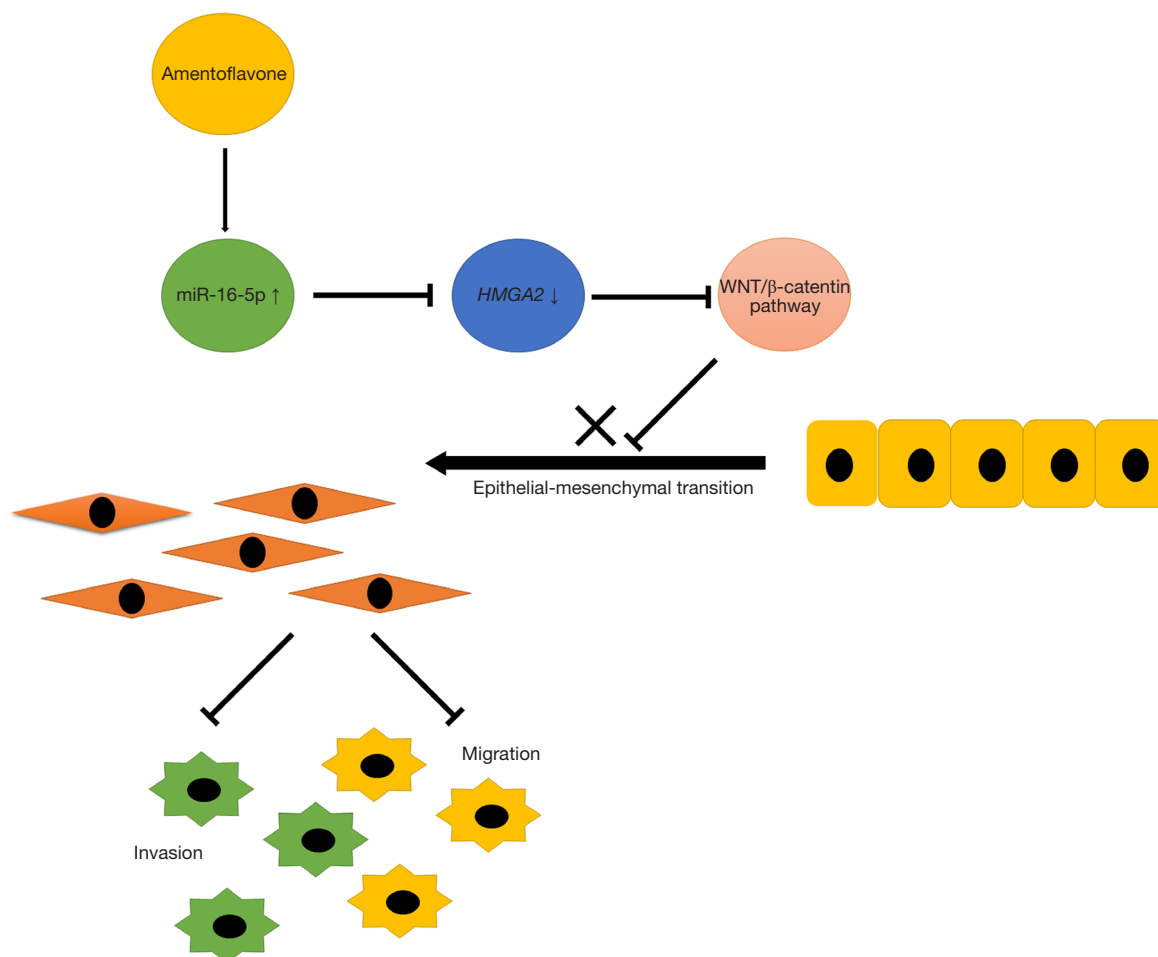 Amentoflavone
miR-16-5p ↑
HMGA2 ↓
WNT/β-catentin
pathway
Epithelial-mesenchymal transition
Migration
Invasion